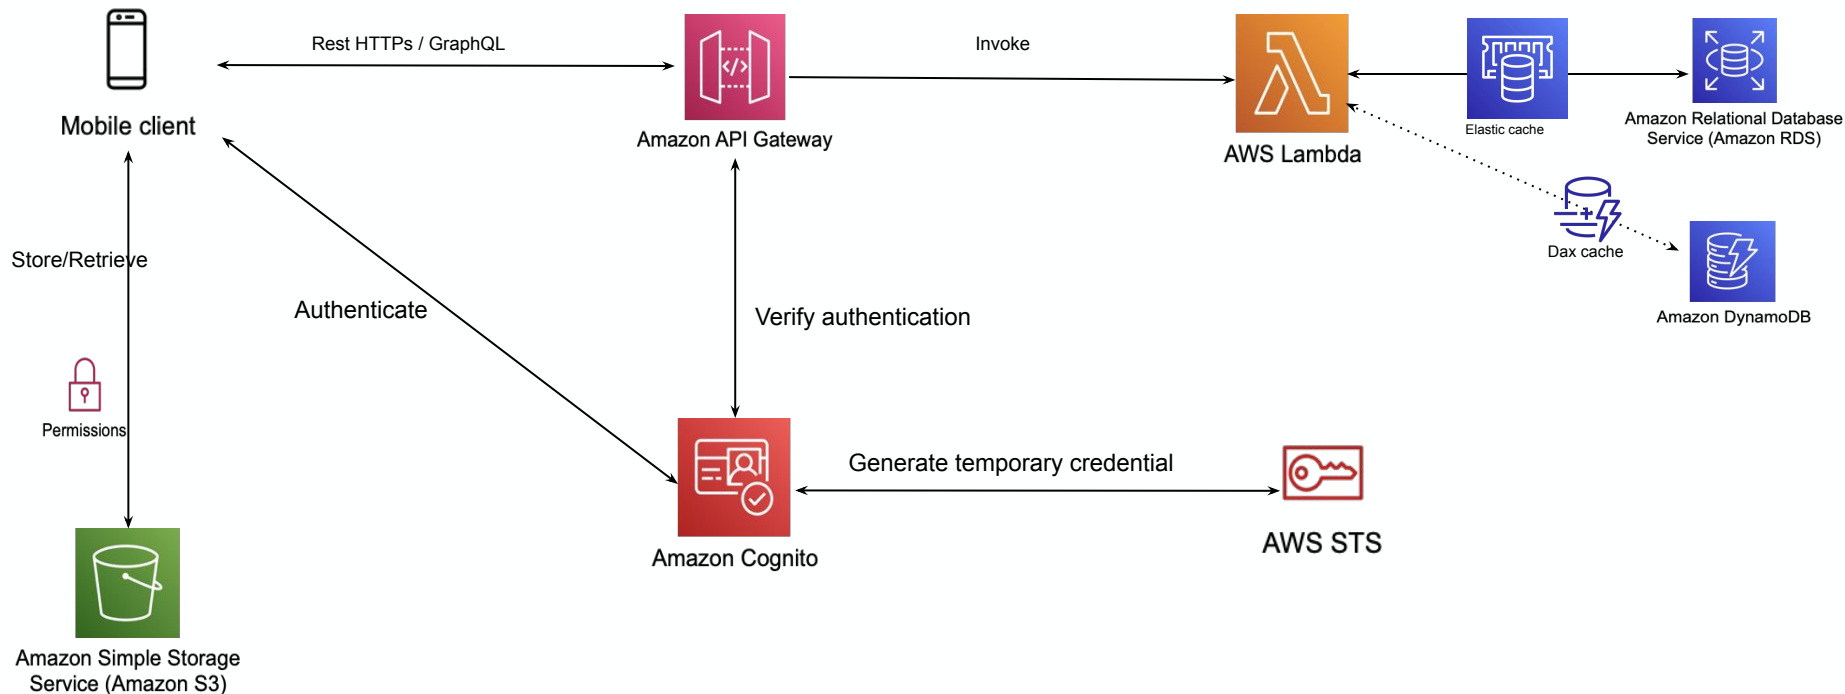 Rest HTTPs / GraphQL
Invoke
Mobile client
Amazon API Gateway
AWS Lambda
Elastic cache
Amazon Relational Database
Service (Amazon RDS)
Store/Retrieve
Authenticate
Verify authentication
Dax cache
Amazon DynamoDB
Permissions
Generate temporary credential
Amazon Cognito
AWS STS
Amazon Simple Storage
Service (Amazon S3)